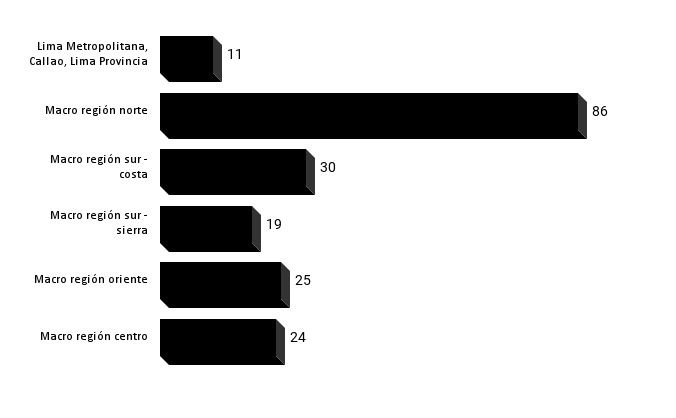 Lima Metropolitana,
Callao, Lima Provincia
11
Macro región norte
86
Macro región sur -
costa
30
Macro región sur -
sierra
19
Macro región oriente
25
Macro región centro
24